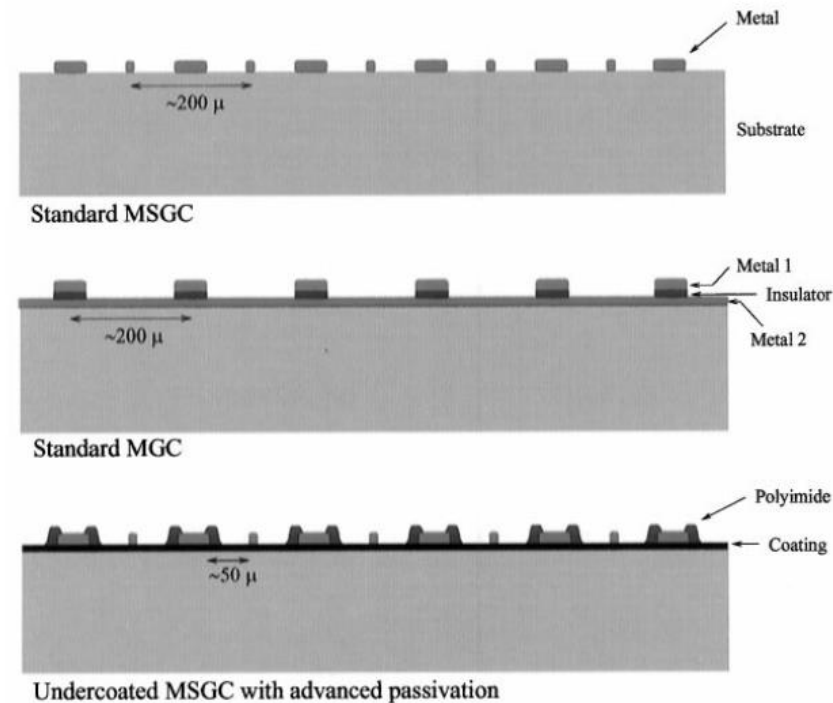 Metal
~200 μ
Substrate
Standard MSGC
Metal 1
Insulator
~200 μ
Metal 2
Standard MGC
Polyimide
Coating
~50 μ
Undercoated MSGC with advanced passivation